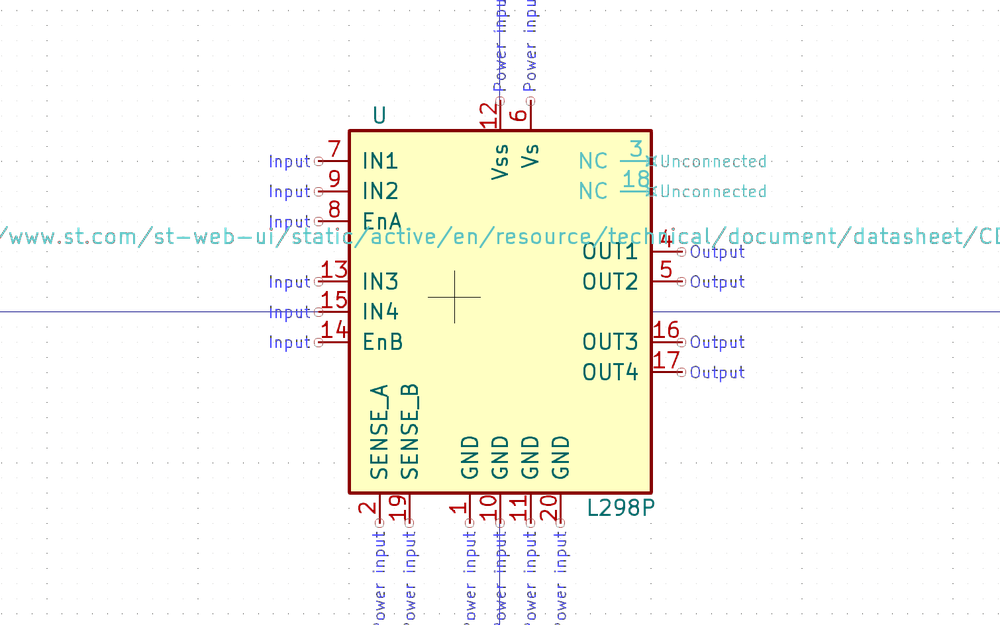 Power input
Power input
U
12
6
Vss
Vs
Input 7 IN1
NC 3 Unconnected
Input 9 IN2
NC 18 Unconnected
Input 8 EnA
/www.st.com/st-web-ui/static/active/en/resource/technical/document/datasheet/CD
OUT1 4 Output
Input 13 IN3
OUT2 5 Output
Input 15 IN4
Input 14 EnB
OUT3 16 Output
OUT4 17 Output
SENSE_A
SENSE_B
GND
GND
GND
GND
2
19
1
10
11
20
L298P
Power input
Power input
Power input
Power input
Power input
Power input